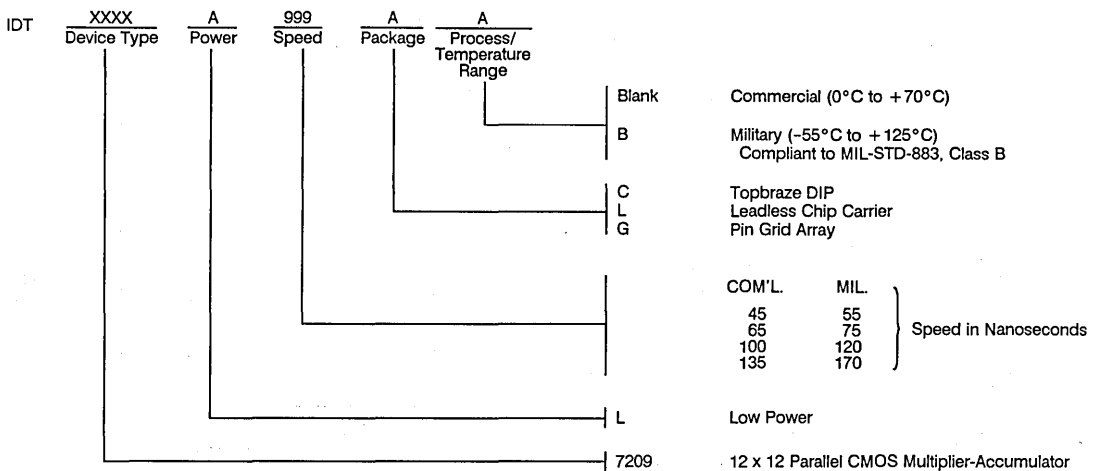 IDT XXXX A 999 A A
Device Type Power Speed Package Process/
Temperature
Range
Blank Commercial (0°C to +70°C)
B Military (–55°C to +125°C)
Compliant to MIL-STD-883, Class B
C Topbraze DIP
L Leadless Chip Carrier
G Pin Grid Array
COM'L. MIL.
45 55
65 75
100 120
135 170
Speed in Nanoseconds
L Low Power
7209 12 x 12 Parallel CMOS Multiplier-Accumulator